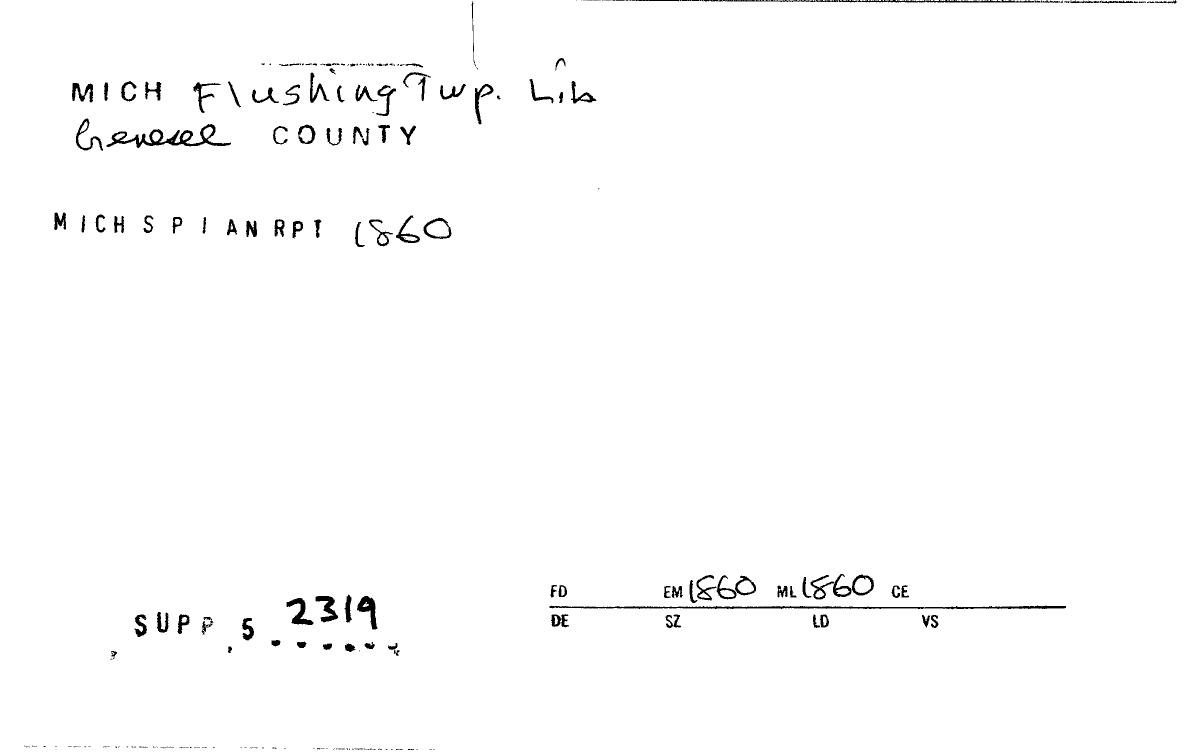 MICH Flushing Twp. Lib
Genesee COUNTY
MICH S P I AN RPT 1860
SUPP 5 2319
FD EM 1860 ML 1860 CE
DE SZ LD VS